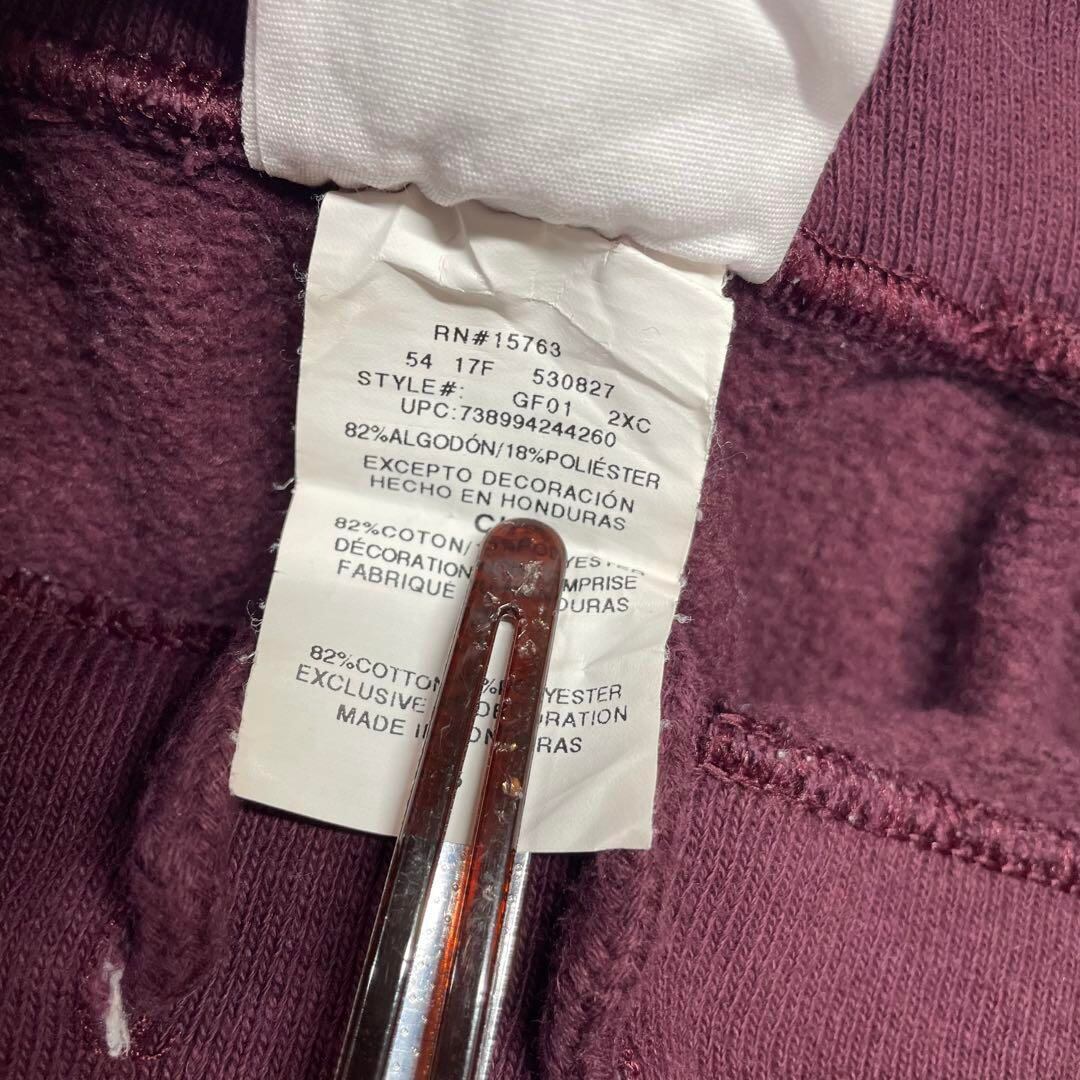 RN#15763
54 17F 530827
STYLE#: GF01 2XC
UPC:738994244260
82%ALGODÓN/18%POLIÉSTER
EXCEPTO DECORACIÓN
HECHO EN HONDURAS
82%COTON/
DÉCORATION
FABRIQUÉ
82%COTTON
EXCLUSIVE
MADE